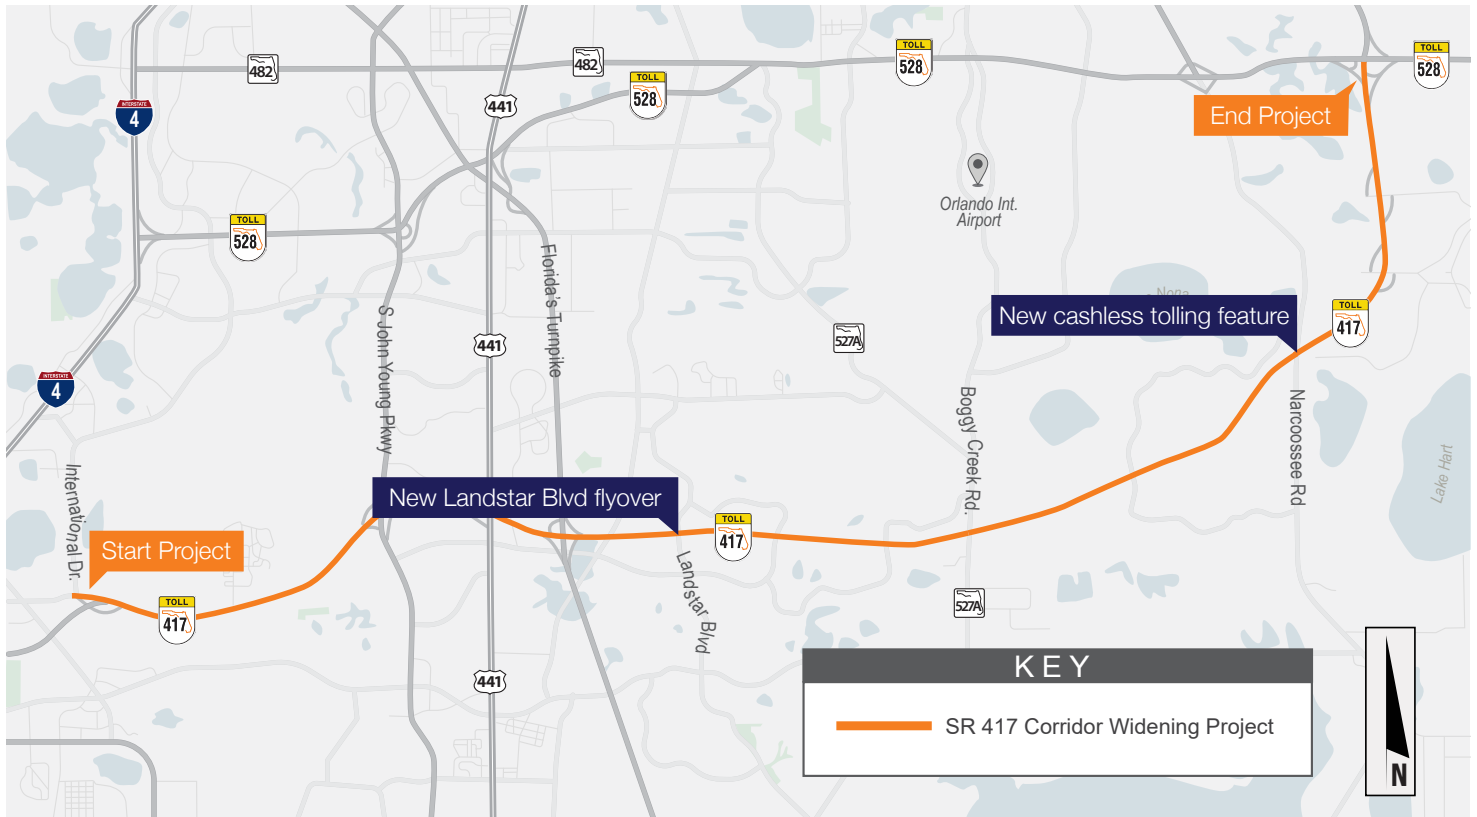 482
482
TOLL
528
TOLL
528
TOLL
528
INTERSTATE
4
441
End Project
Orlando Int.
Airport
TOLL
528
Florida's Turnpike
Nona
New cashless tolling feature
TOLL
417
S John Young Pkwy
441
527A
INTERSTATE
4
Boggy Creek Rd.
Narcoossee Rd
Lake Hart
International Dr.
New Landstar Blvd flyover
TOLL
417
Start Project
Landstar Blvd
TOLL
417
527A
441
KEY
SR 417 Corridor Widening Project
N